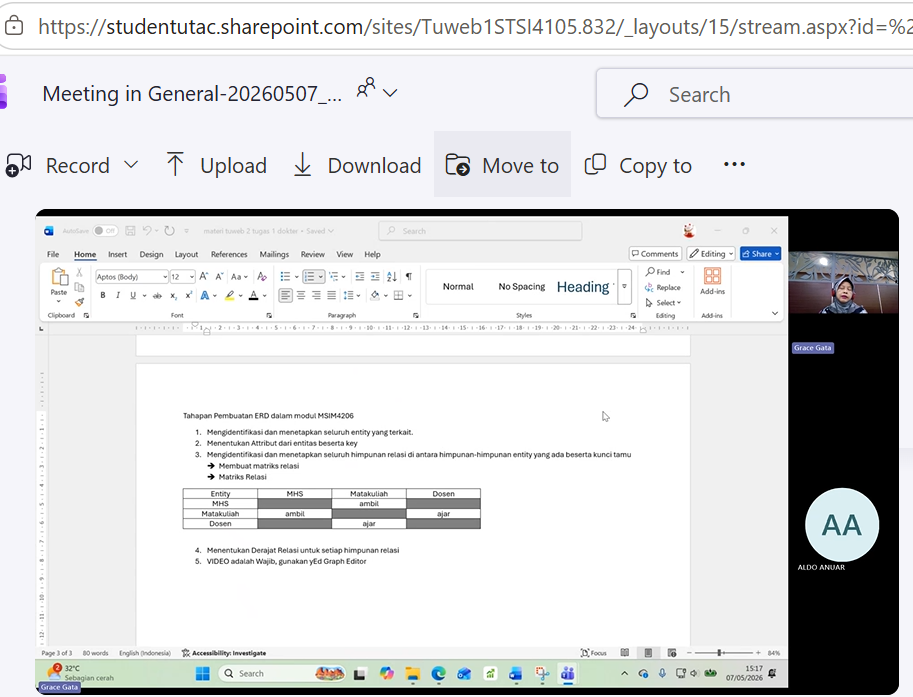 https://studentutac.sharepoint.com/sites/Tuweb1STSI4105.832/_layouts/15/stream.aspx?id=%2
Meeting in General-20260507_...
Search
Record
Upload
Download
Move to
Copy to
AutoSave Off
materi tuweb 2 tugas 1 dokter • Saved
Search
File Home Insert Design Layout References Mailings Review View Help
Comments Editing Share
Paste
Clipboard
Aptos (Body) 12
Font
Paragraph
Normal No Spacing Heading
Styles
Find
Replace
Select
Editing
Add-ins
Add-ins
Tahapan Pembuatan ERD dalam modul MSIM4206
1. Mengidentifikasi dan menetapkan seluruh entity yang terkait.
2. Menentukan Attribut dari entitas beserta key
3. Mengidentifikasi dan menetapkan seluruh himpunan relasi di antara himpunan-himpunan entity yang ada beserta kunci tamu
➔ Membuat matriks relasi
➔ Matriks Relasi
Entity MHS Matakuliah Dosen
MHS ambil
Matakuliah ambil ajar
Dosen ajar
4. Menentukan Derajat Relasi untuk setiap himpunan relasi
5. VIDEO adalah Wajib, gunakan yEd Graph Editor
Page 3 of 3 80 words English (Indonesia) Accessibility: Investigate
Focus
84%
2
32°C
Sebagian cerah
Search
15:17
07/05/2026
Grace Gata
Grace Gata
AA
ALDO ANUAR